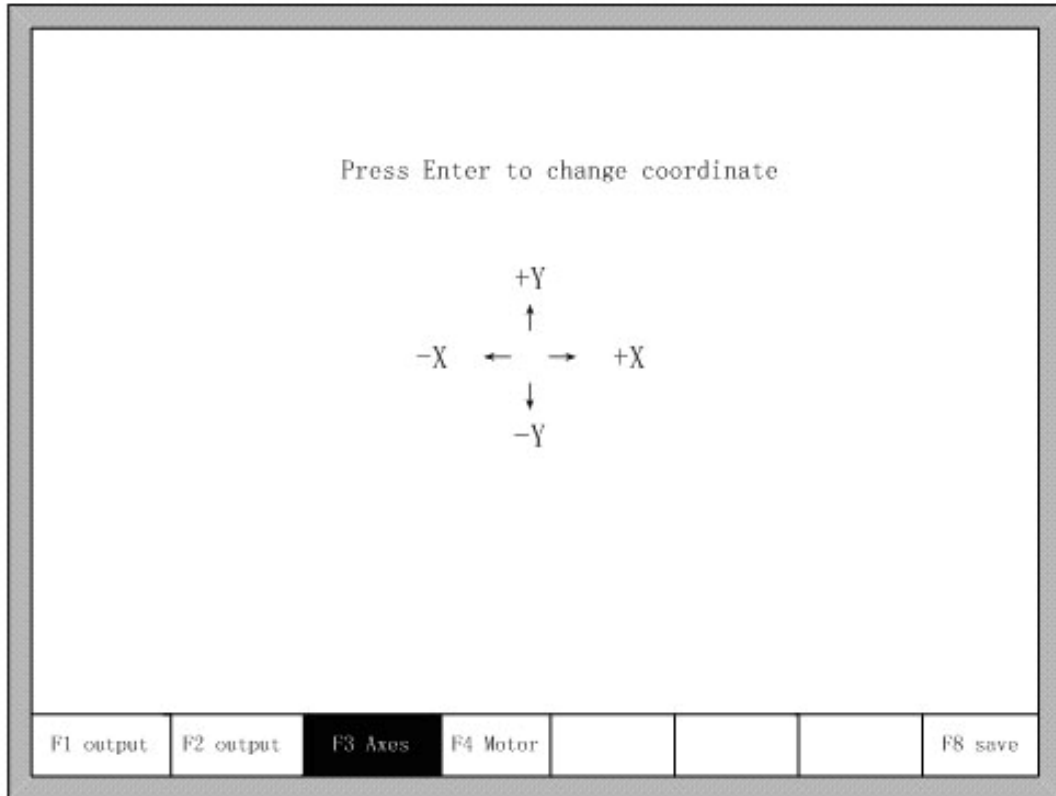 Press Enter to change coordinate
+Y
↑
-X ← → +X
↓
-Y
F1 output F2 output F3 Axes F4 Motor F8 save